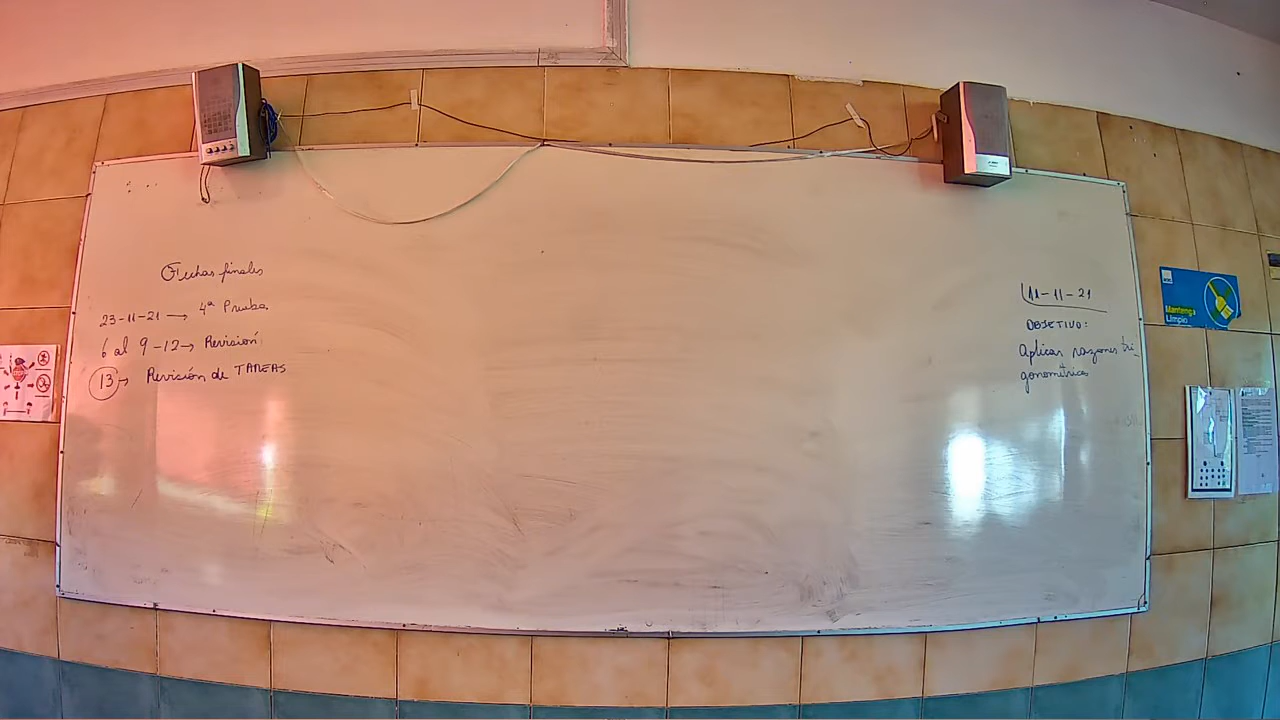 Fechas finales
23-11-21 → 4ª Prueba
6 al 9-12 → Revisión
13 → Revisión de TAREAS
11-11-21
OBJETIVO:
Aplicar razones tri-
gonométricas
Mantenga
Limpio